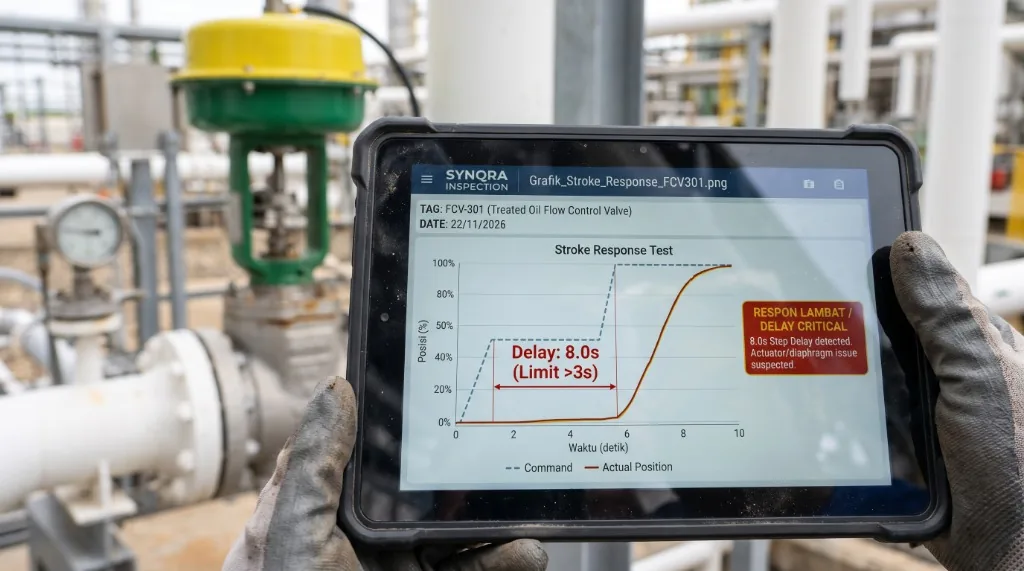 SYNQRA
INSPECTION
Grafik_Stroke_Response_FCV301.png
TAG: FCV-301 (Treated Oil Flow Control Valve)
DATE: 22/11/2026
Stroke Response Test
100%
80%
50%
40%
20%
0%
Posisi (%)
Delay: 8.0s
(Limit >3s)
0 2 4 6 8 10
Waktu (detik)
Command Actual Position
RESPON LAMBAT /
DELAY CRITICAL
8.0s Step Delay detected.
Actuator/diaphragm issue
suspected.